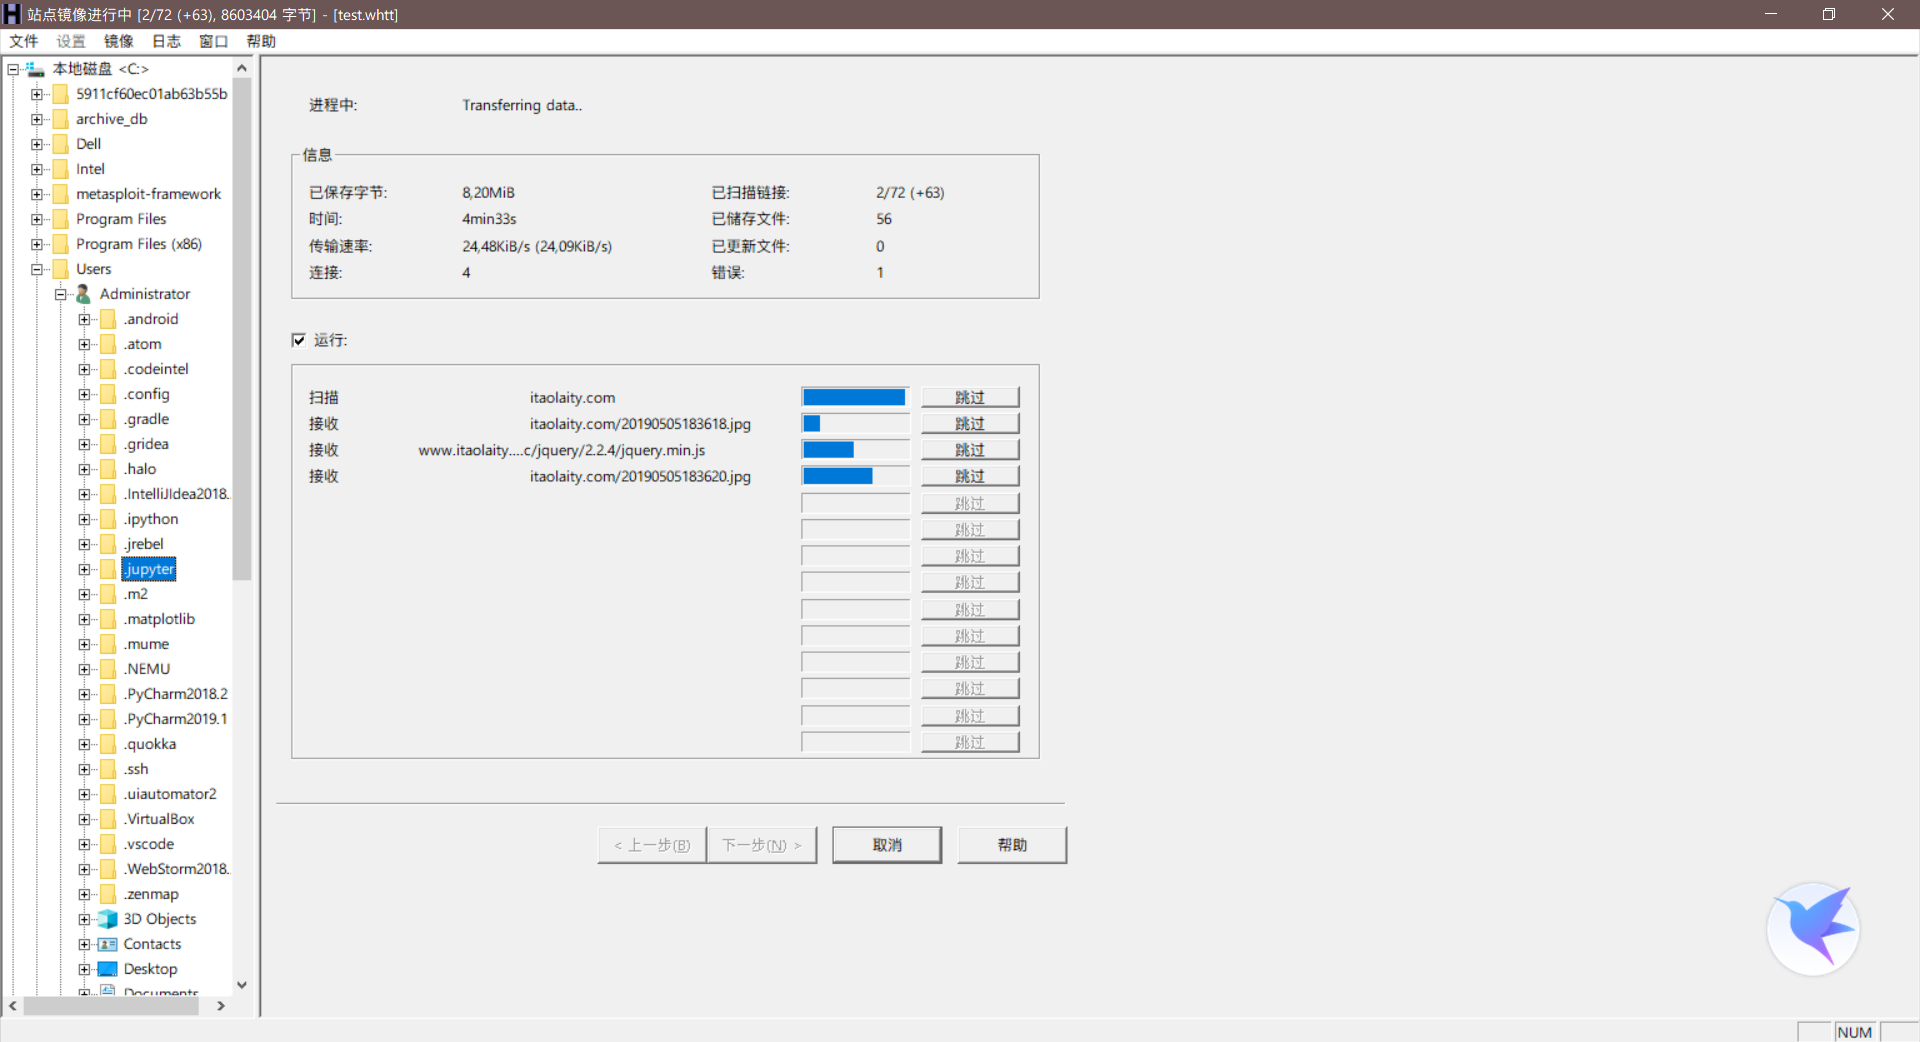 站点镜像进行中 [2/72 (+63), 8603404 字节] - [test.whtt]
文件 设置 镜像 日志 窗口 帮助
本地磁盘 <C:>
5911cf60ec01ab63b55b
archive_db
Dell
Intel
metasploit-framework
Program Files
Program Files (x86)
Users
Administrator
.android
.atom
.codeintel
.config
.gradle
.gridea
.halo
.IntelliJIdea2018.
.ipython
.jrebel
.jupyter
.m2
.matplotlib
.mume
.NEMU
.PyCharm2018.2
.PyCharm2019.1
.quokka
.ssh
.uiautomator2
.VirtualBox
.vscode
.WebStorm2018.
.zenmap
3D Objects
Contacts
Desktop
Documents
进程中: Transferring data..
信息
已保存字节: 8,20MiB 已扫描链接: 2/72 (+63)
时间: 4min33s 已储存文件: 56
传输速率: 24,48KiB/s (24,09KiB/s) 已更新文件: 0
连接: 4 错误: 1
运行:
扫描 itaolaity.com 跳过
接收 itaolaity.com/20190505183618.jpg 跳过
接收 www.itaolaity....c/jquery/2.2.4/jquery.min.js 跳过
接收 itaolaity.com/20190505183620.jpg 跳过
跳过
跳过
跳过
跳过
跳过
跳过
跳过
跳过
跳过
跳过
< 上一步(B) 下一步(N) > 取消 帮助
NUM